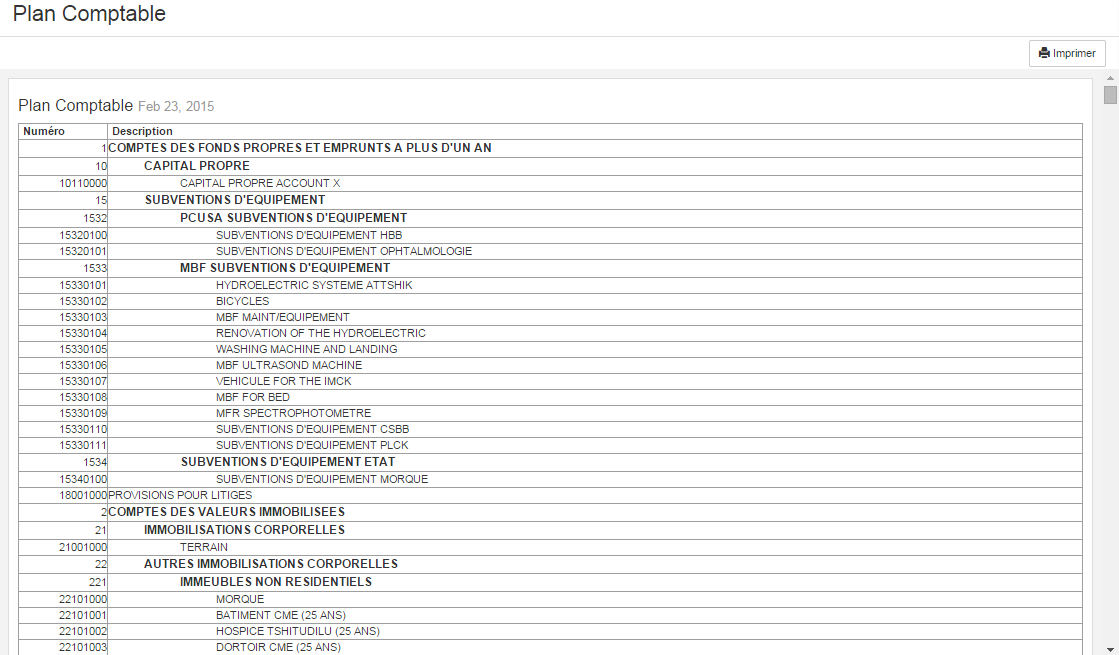 Plan Comptable
Imprimer
Plan Comptable Feb 23, 2015
Numéro Description
1 COMPTES DES FONDS PROPRES ET EMPRUNTS A PLUS D'UN AN
10 CAPITAL PROPRE
10110000 CAPITAL PROPRE ACCOUNT X
15 SUBVENTIONS D'EQUIPEMENT
1532 PCUSA SUBVENTIONS D'EQUIPEMENT
15320100 SUBVENTIONS D'EQUIPEMENT HBB
15320101 SUBVENTIONS D'EQUIPEMENT OPHTALMOLOGIE
1533 MBF SUBVENTIONS D'EQUIPEMENT
15330101 HYDROELECTRIC SYSTEME ATTSHIK
15330102 BICYCLES
15330103 MBF MAINT/EQUIPEMENT
15330104 RENOVATION OF THE HYDROELECTRIC
15330105 WASHING MACHINE AND LANDING
15330106 MBF ULTRASOND MACHINE
15330107 VEHICULE FOR THE IMCK
15330108 MBF FOR BED
15330109 MFR SPECTROPHOTOMETRE
15330110 SUBVENTIONS D'EQUIPEMENT CSBB
15330111 SUBVENTIONS D'EQUIPEMENT PLCK
1534 SUBVENTIONS D'EQUIPEMENT ETAT
15340100 SUBVENTIONS D'EQUIPEMENT MORQUE
18001000 PROVISIONS POUR LITIGES
2 COMPTES DES VALEURS IMMOBILISEES
21 IMMOBILISATIONS CORPORELLES
21001000 TERRAIN
22 AUTRES IMMOBILISATIONS CORPORELLES
221 IMMEUBLES NON RESIDENTIELS
22101000 MORQUE
22101001 BATIMENT CME (25 ANS)
22101002 HOSPICE TSHITUDILU (25 ANS)
22101003 DORTOIR CME (25 ANS)